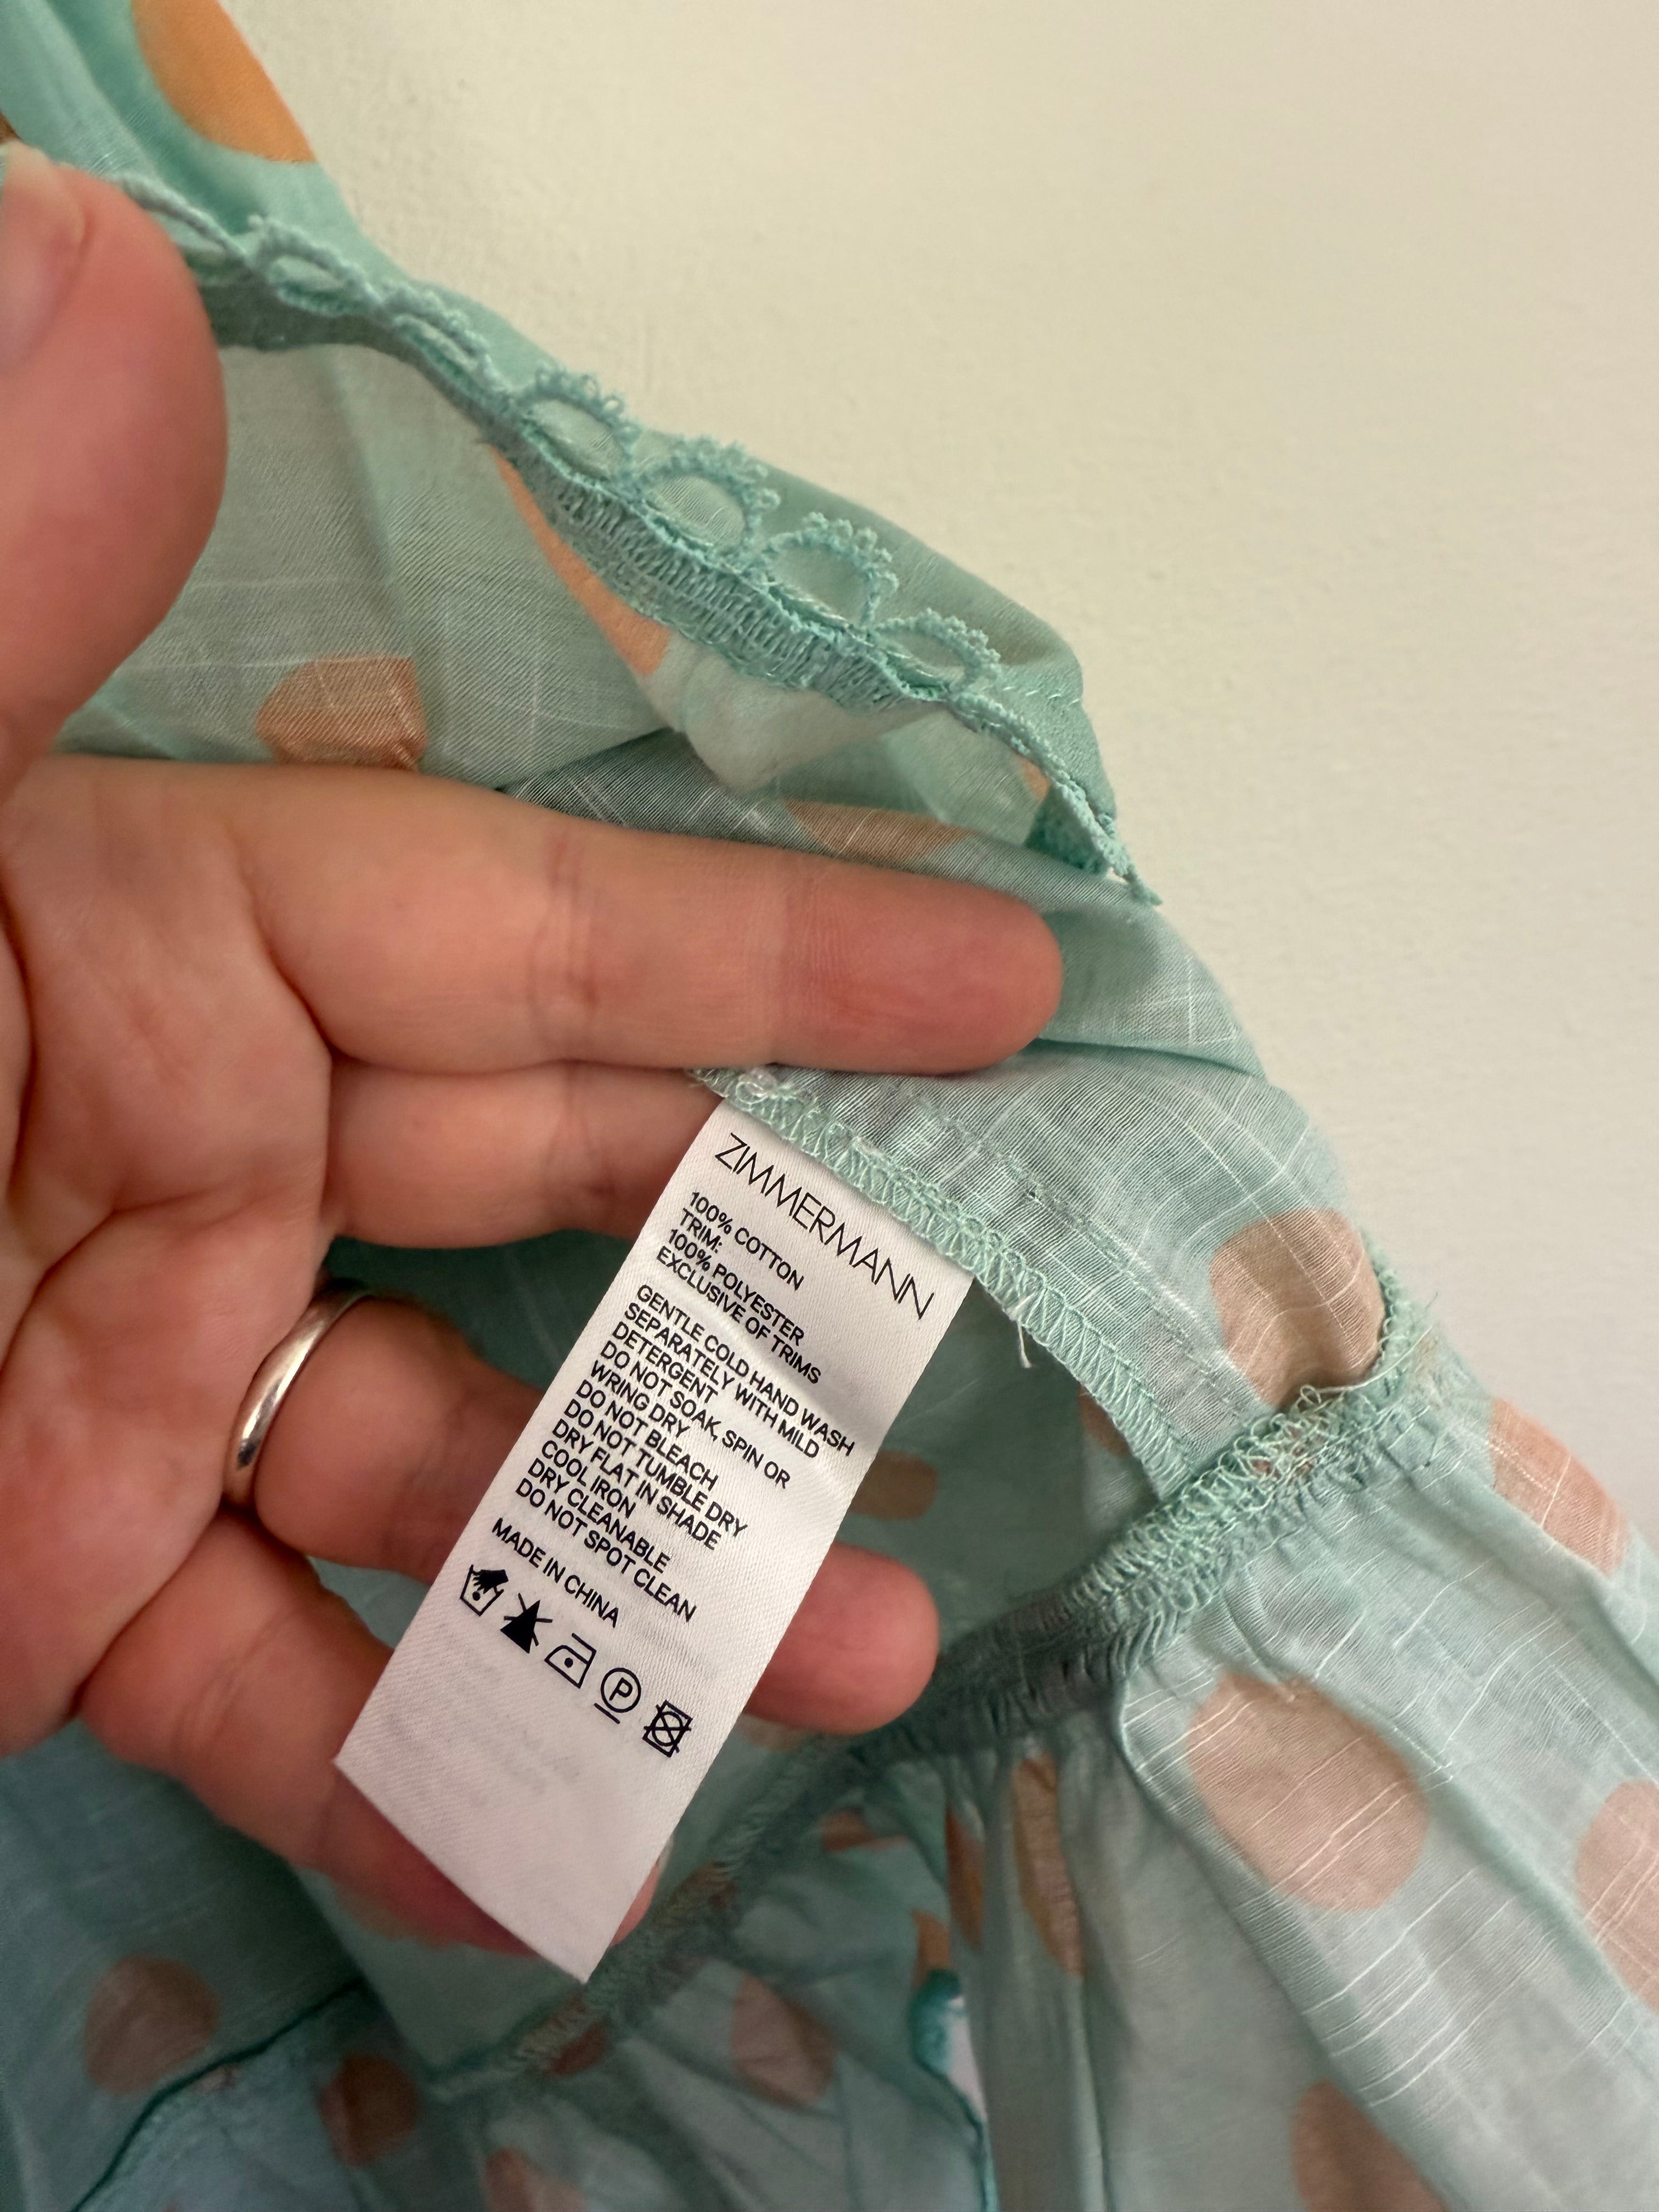 ZIMMERMANN
100% COTTON
TRIM:
100% POLYESTER
EXCLUSIVE OF TRIMS
GENTLE COLD HAND WASH
SEPARATELY WITH MILD
DETERGENT
DO NOT SOAK, SPIN OR
WRING DRY
DO NOT BLEACH
DO NOT TUMBLE DRY
DRY FLAT IN SHADE
COOL IRON
DRY CLEANABLE
DO NOT SPOT CLEAN
MADE IN CHINA
P